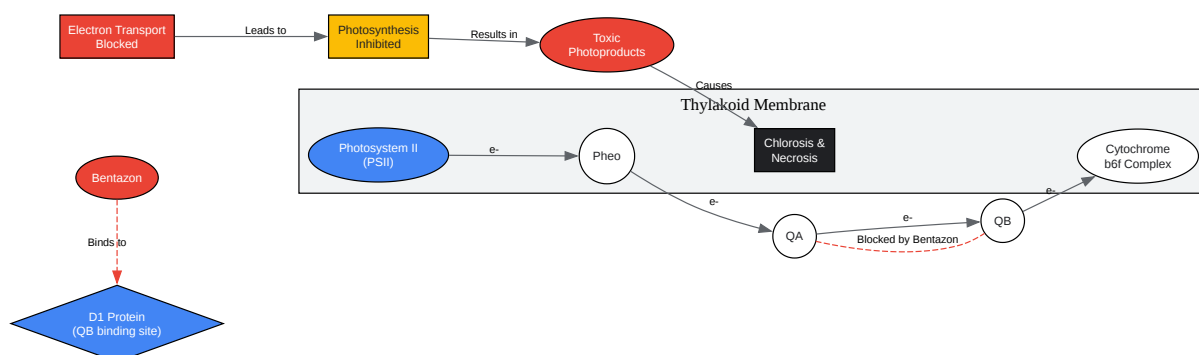 Electron Transport
Blocked
Leads to
Photosynthesis
Inhibited
Results in
Toxic
Photoproducts
Causes
Thylakoid Membrane
Photosystem II
(PSII)
e-
Pheo
Chlorosis &
Necrosis
Cytochrome
b6f Complex
Bentazon
e-
e-
e-
QA
QB
Blocked by Bentazon
Binds to
D1 Protein
(QB binding site)